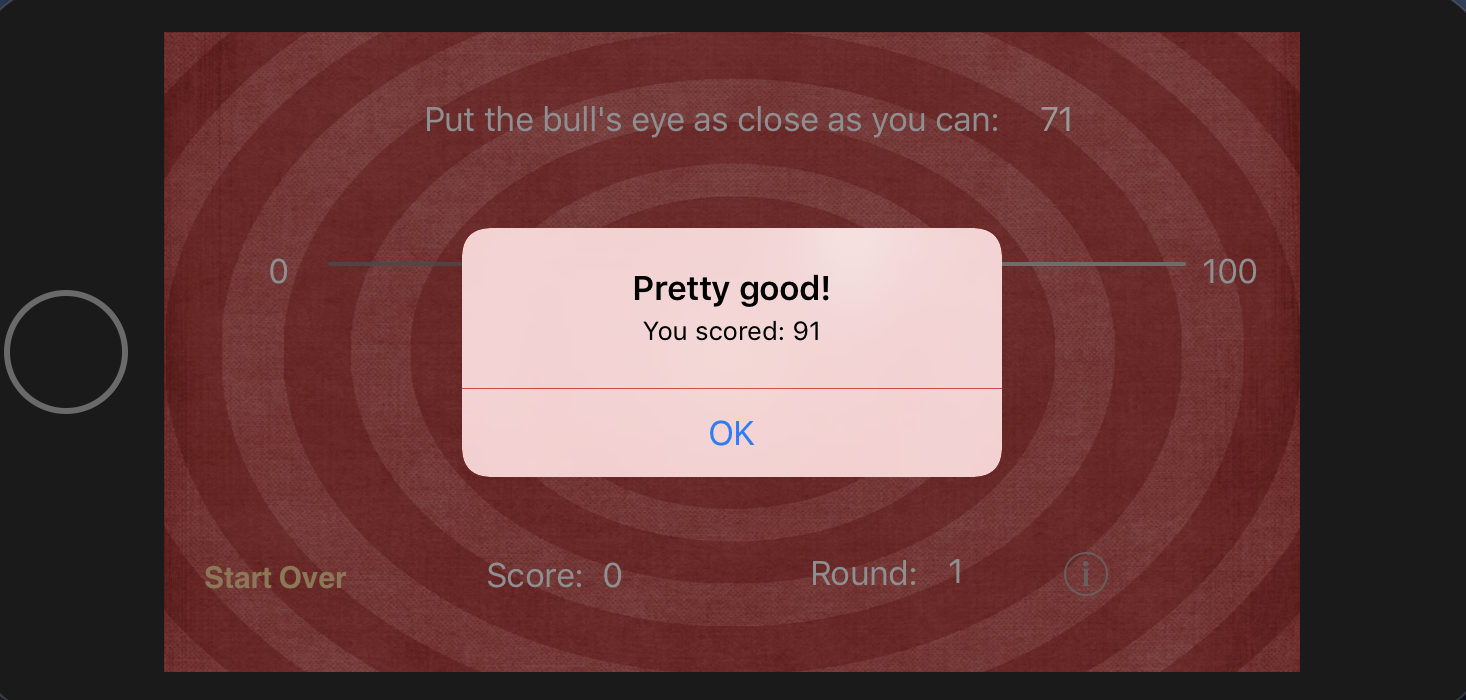 Put the bull's eye as close as you can: 71
0 100
Pretty good!
You scored: 91
OK
Start Over Score: 0 Round: 1 i